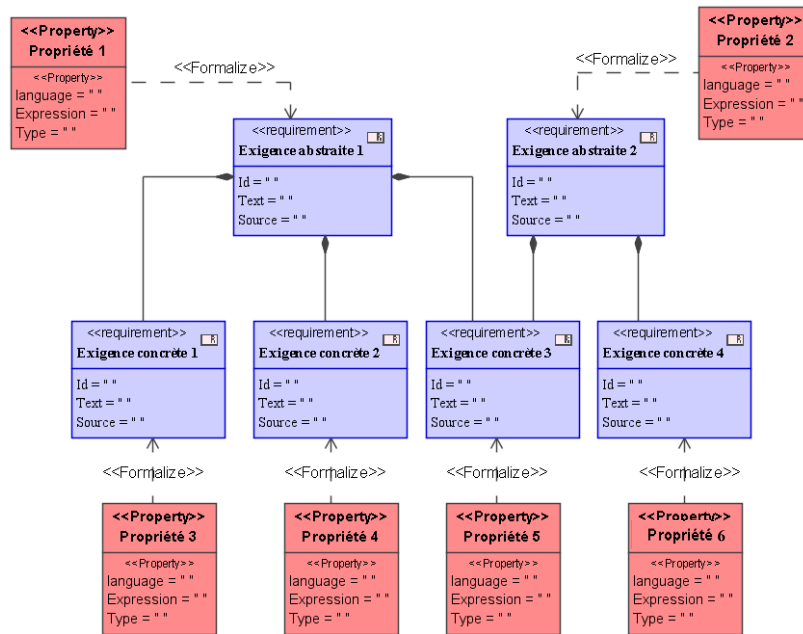 <<Property>>
Propriété 1
<<Property>>
language = " "
Expression = " "
Type = " "
<<Formalize>>
<<Formalize>>
<<Property>>
Propriété 2
<<Property>>
language = " "
Expression = " "
Type = " "
<<requirement>>
R
Exigence abstraite 1
Id = " "
Text = " "
Source = " "
<<requirement>>
R
Exigence abstraite 2
Id = " "
Text = " "
Source = " "
<<requirement>>
R
Exigence concrète 1
Id = " "
Text = " "
Source = " "
<<requirement>>
R
Exigence concrète 2
Id = " "
Text = " "
Source = " "
<<requirement>>
R
Exigence concrète 3
Id = " "
Text = " "
Source = " "
<<requirement>>
R
Exigence concrète 4
Id = " "
Text = " "
Source = " "
<<Formalize>>
<<Formalize>>
<<Formalize>>
<<Formalize>>
<<Property>>
Propriété 3
<<Property>>
language = " "
Expression = " "
Type = " "
<<Property>>
Propriété 4
<<Property>>
language = " "
Expression = " "
Type = " "
<<Property>>
Propriété 5
<<Property>>
language = " "
Expression = " "
Type = " "
<<Property>>
Propriété 6
<<Property>>
language = " "
Expression = " "
Type = " "